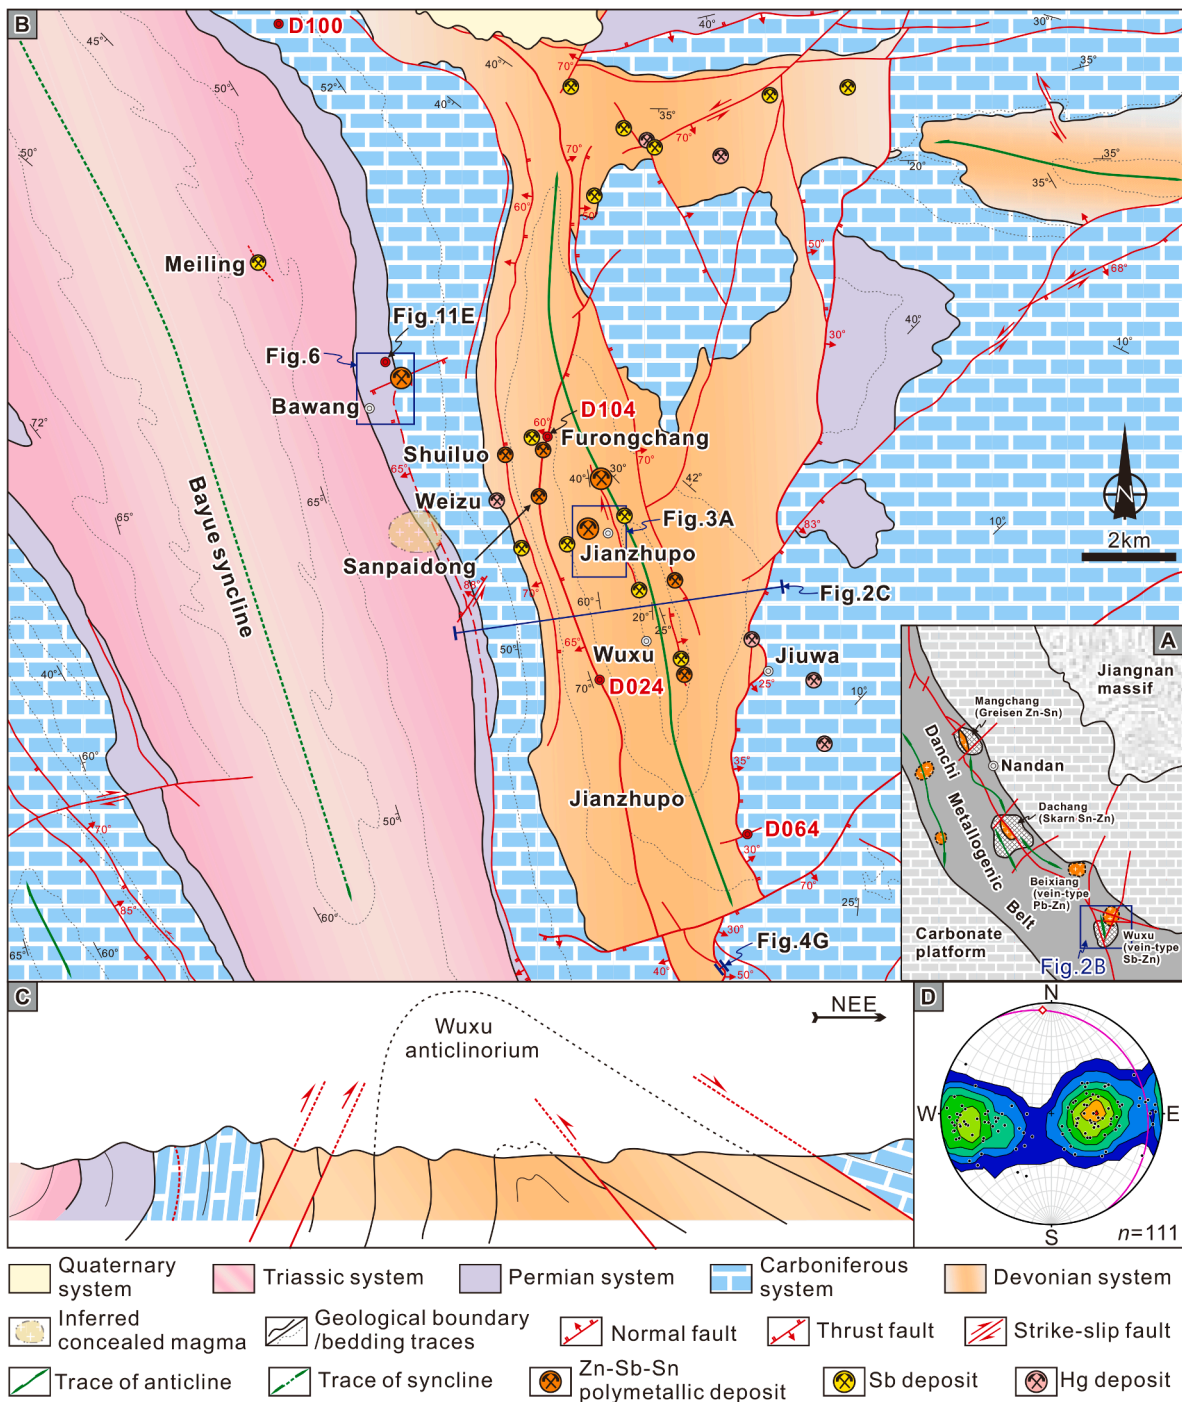 B
D100
45°
50°
52°
40°
50°
40°
70°
40°
30°
35°
35°
70°
70°
20°
35°
35°
60°
50°
50°
68°
Meiling
Fig.11E
Fig.6
Bawang
30°
40°
10°
72°
D104
60°
Furongchang
Shuiluo
65°
Weizu
40°
30°
70°
42°
N
2km
65°
65°
Bayue syncline
Fig.3A
Jianzhupo
83°
10°
Sanpaidong
88°
70°
Fig.2C
60°
20°
25°
50°
65°
Wuxu
Jiuwa
25°
70°
D024
10°
40°
60°
Jianzhupo
35°
50°
D064
30°
70°
70°
85°
60°
25°
65°
60°
Fig.4G
40°
50°
A
Jiangnan
massif
Mangchang
(Greisen Zn-Sn)
Nandan
Danchi
Metallogenic
Belt
Dachang
(Skarn Sn-Zn)
Beixiang
(vein-type
Pb-Zn)
Wuxu
(vein-type
Sb-Zn)
Carbonate
platform
Fig.2B
C
Wuxu
anticlinorium
NEE
D
N
W
E
S
n=111
Quaternary
system
Triassic system
Permian system
Carboniferous
system
Devonian system
Inferred
concealed magma
Geological boundary
/bedding traces
Normal fault
Thrust fault
Strike-slip fault
Trace of anticline
Trace of syncline
Zn-Sb-Sn
polymetallic deposit
Sb deposit
Hg deposit